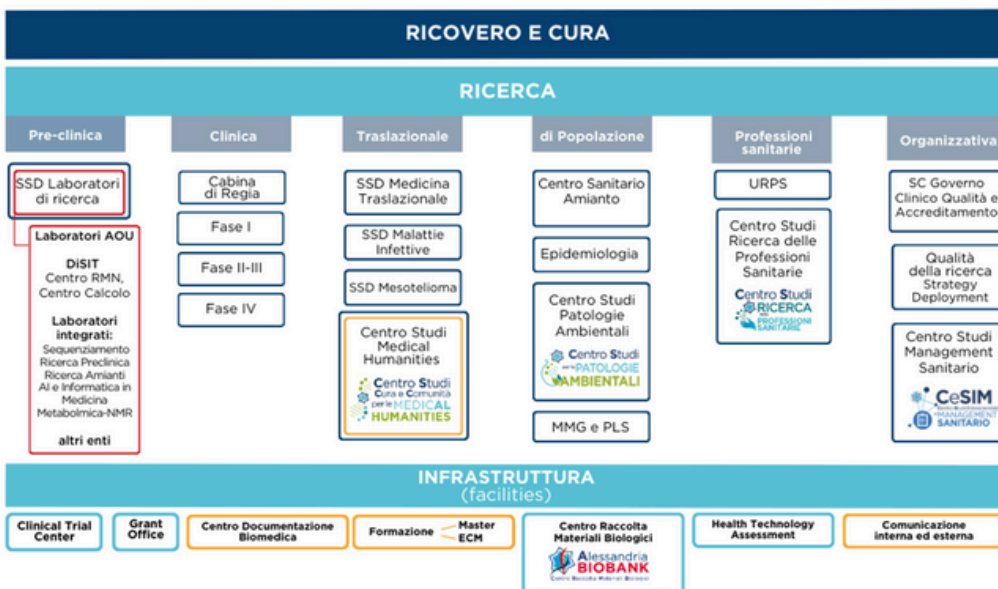 RICOVERO E CURA
RICERCA
Pre-clinica
SSD Laboratori
di ricerca
Laboratori AOU
DiSIT
Centro RMN,
Centro Calcolo
Laboratori
integrati:
Sequenziamento
Ricerca Preclinica
Ricerca Amianti
AI e Informatica in
Medicina
Metabolmica-NMR
altri enti
Clinica
Cabina
di Regia
Fase I
Fase II-III
Fase IV
Traslazionale
SSD Medicina
Traslazionale
SSD Malattie
Infettive
SSD Mesotelioma
Centro Studi
Medical
Humanities
Centro Studi
Cura e Comunità
per le MEDICAL
HUMANITIES
di Popolazione
Centro Sanitario
Amianto
Epidemiologia
Centro Studi
Patologie
Ambientali
Centro Studi
per le PATOLOGIE
AMBIENTALI
MMG e PLS
Professioni
sanitarie
URPS
Centro Studi
Ricerca delle
Professioni
Sanitarie
Centro Studi
RICERCA
PROFESSIONI
SANITARIE
Organizzativa
SC Governo
Clinico Qualità e
Accreditamento
Qualità
della ricerca
Strategy
Deployment
Centro Studi
Management
Sanitario
CeSIM
MANAGEMENT
SANITARIO
INFRASTRUTTURA
(facilities)
Clinical Trial
Center
Grant
Office
Centro Documentazione
Biomedica
Formazione
Master
ECM
Centro Raccolta
Materiali Biologici
Alessandria
BIOBANK
Centro Raccolta Materiali Biologici
Health Technology
Assessment
Comunicazione
interna ed esterna